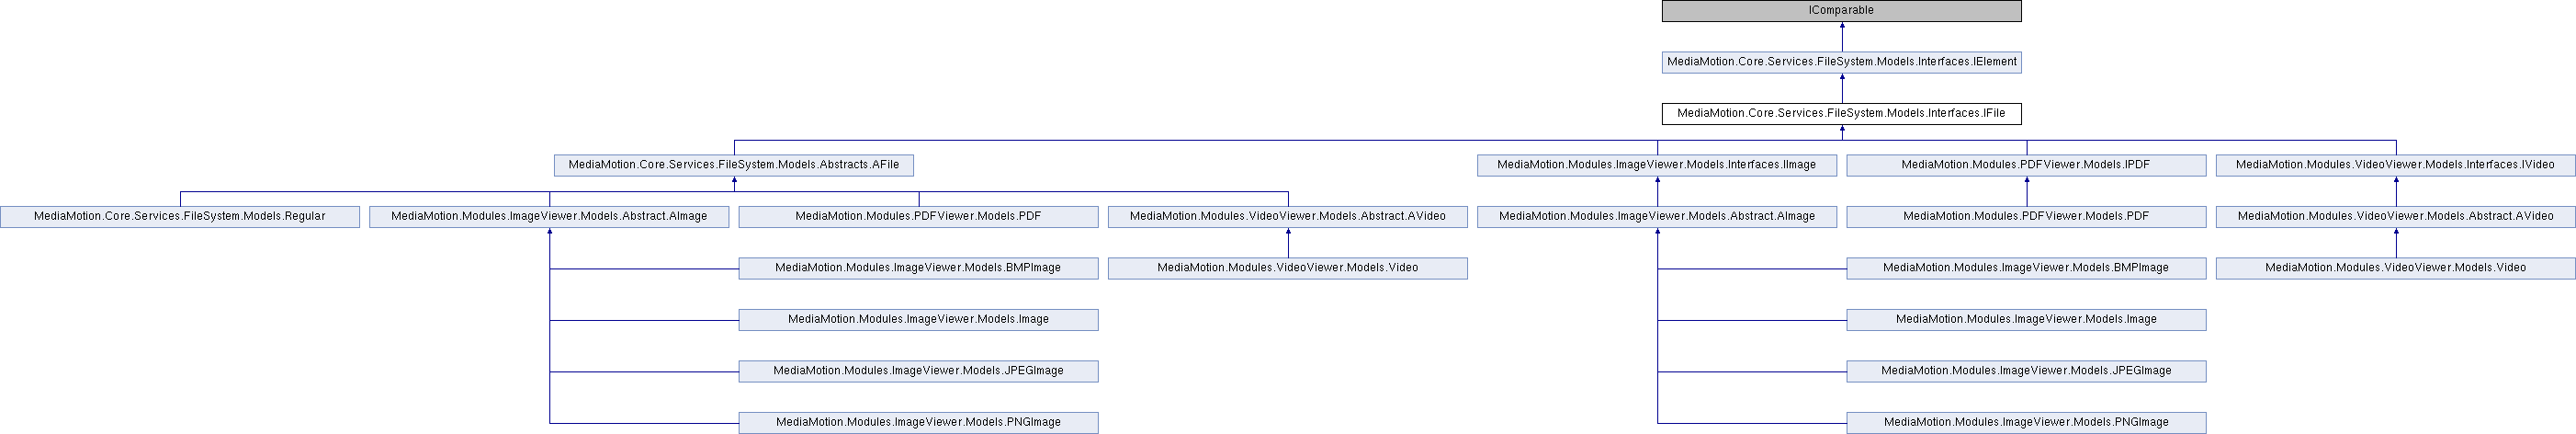 IComparable
MediaMotion.Core.Services.FileSystem.Models.Interfaces.IElement
MediaMotion.Core.Services.FileSystem.Models.Interfaces.IFile
MediaMotion.Core.Services.FileSystem.Models.Abstracts.AFile
MediaMotion.Modules.ImageViewer.Models.Interfaces.IImage
MediaMotion.Modules.PDFViewer.Models.IPDF
MediaMotion.Modules.VideoViewer.Models.Interfaces.IVideo
MediaMotion.Core.Services.FileSystem.Models.Regular
MediaMotion.Modules.ImageViewer.Models.Abstract.AImage
MediaMotion.Modules.PDFViewer.Models.PDF
MediaMotion.Modules.VideoViewer.Models.Abstract.AVideo
MediaMotion.Modules.ImageViewer.Models.Abstract.AImage
MediaMotion.Modules.PDFViewer.Models.PDF
MediaMotion.Modules.VideoViewer.Models.Abstract.AVideo
MediaMotion.Modules.ImageViewer.Models.BMPImage
MediaMotion.Modules.VideoViewer.Models.Video
MediaMotion.Modules.ImageViewer.Models.BMPImage
MediaMotion.Modules.VideoViewer.Models.Video
MediaMotion.Modules.ImageViewer.Models.Image
MediaMotion.Modules.ImageViewer.Models.Image
MediaMotion.Modules.ImageViewer.Models.JPEGImage
MediaMotion.Modules.ImageViewer.Models.JPEGImage
MediaMotion.Modules.ImageViewer.Models.PNGImage
MediaMotion.Modules.ImageViewer.Models.PNGImage